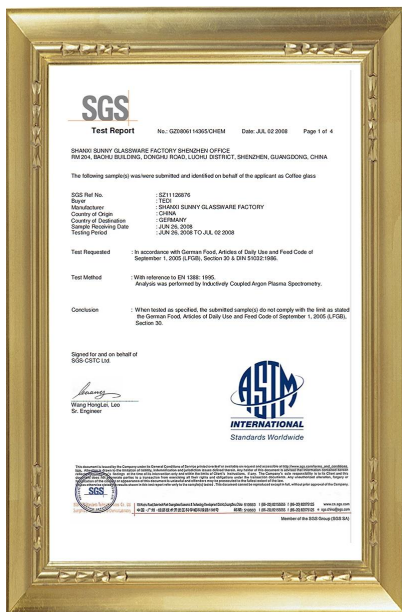 SGS
Test Report No.: GZ0806114365/CHEM Date: JUL 02 2008 Page 1 of 4
SHANXI SUNNY GLASSWARE FACTORY SHENZHEN OFFICE
RM 204, BAOHU BUILDING, DONGHU ROAD, LUOHU DISTRICT, SHENZHEN, GUANGDONG, CHINA
The following sample(s) was/were submitted and identified on behalf of the applicant as Coffee glass
SGS Ref No. : SZ11126876
Buyer : TEDI
Manufacturer : SHANXI SUNNY GLASSWARE FACTORY
Country of Origin : CHINA
Country of Destination : GERMANY
Sample Receiving Date : JUN 26, 2008
Testing Period : JUN 26, 2008 TO JUL 02 2008
Test Requested : In accordance with German Food, Articles of Daily Use and Feed Code of
September 1, 2005 (LFGB), Section 30 & DIN 51032:1986.
Test Method : With reference to EN 1388: 1995.
Analysis was performed by Inductively Coupled Argon Plasma Spectrometry.
Conclusion : When tested as specified, the submitted sample(s) do not comply with the limit as stated
the German Food, Articles of Daily Use and Feed Code of September 1, 2005 (LFGB),
Section 30.
Signed for and on behalf of
SGS-CSTC Ltd.
Wang HongLei, Leo
Sr. Engineer
ASTM
INTERNATIONAL
Standards Worldwide
SGS
www.cn.sgs.com
Member of the SGS Group (SGS SA)